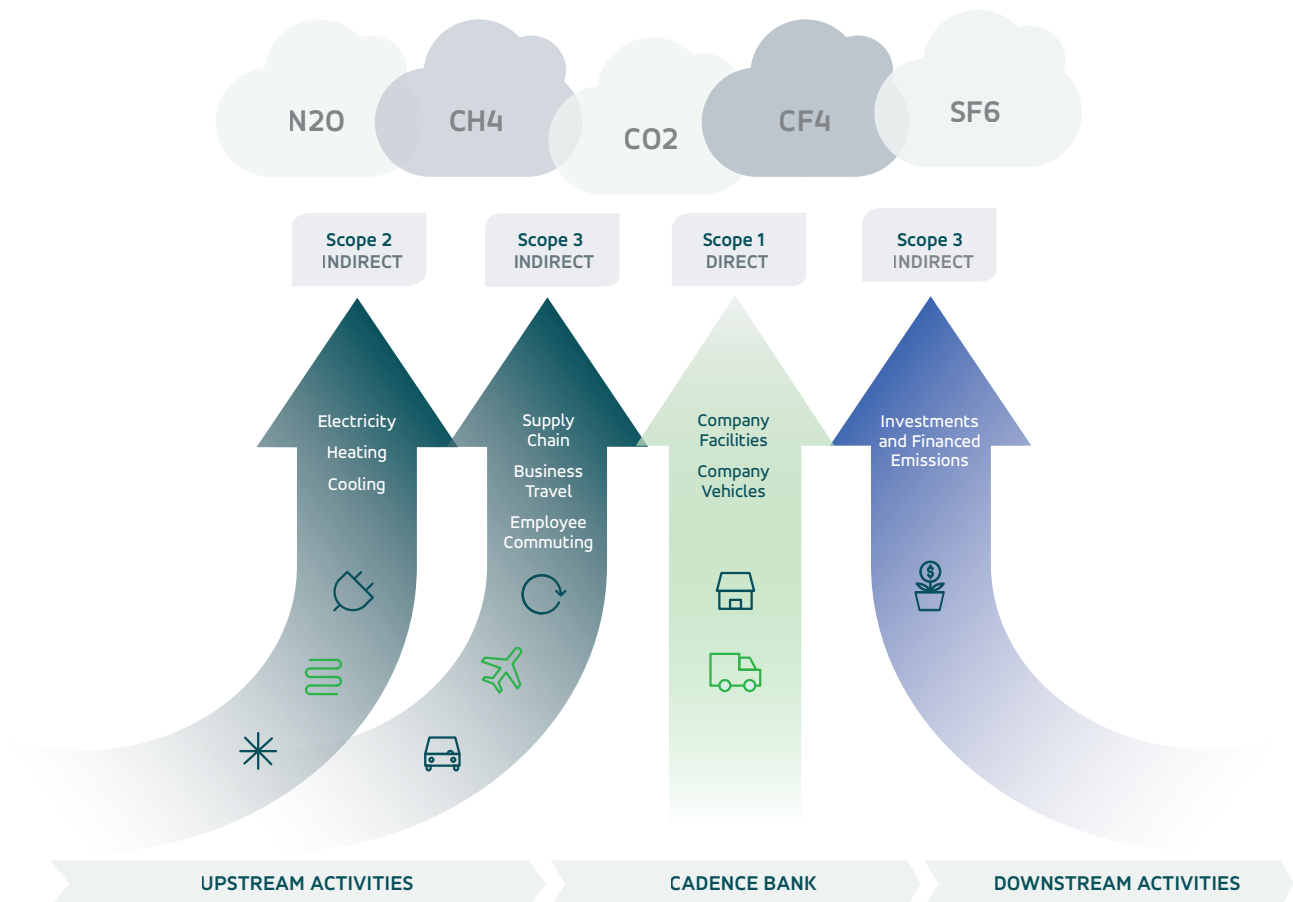 N2O
CH4
CO2
CF4
SF6
Scope 2
INDIRECT
Scope 3
INDIRECT
Scope 1
DIRECT
Scope 3
INDIRECT
Electricity
Heating
Cooling
Supply
Chain
Business
Travel
Employee
Commuting
Company
Facilities
Company
Vehicles
Investments
and Financed
Emissions
$
UPSTREAM ACTIVITIES
CADENCE BANK
DOWNSTREAM ACTIVITIES